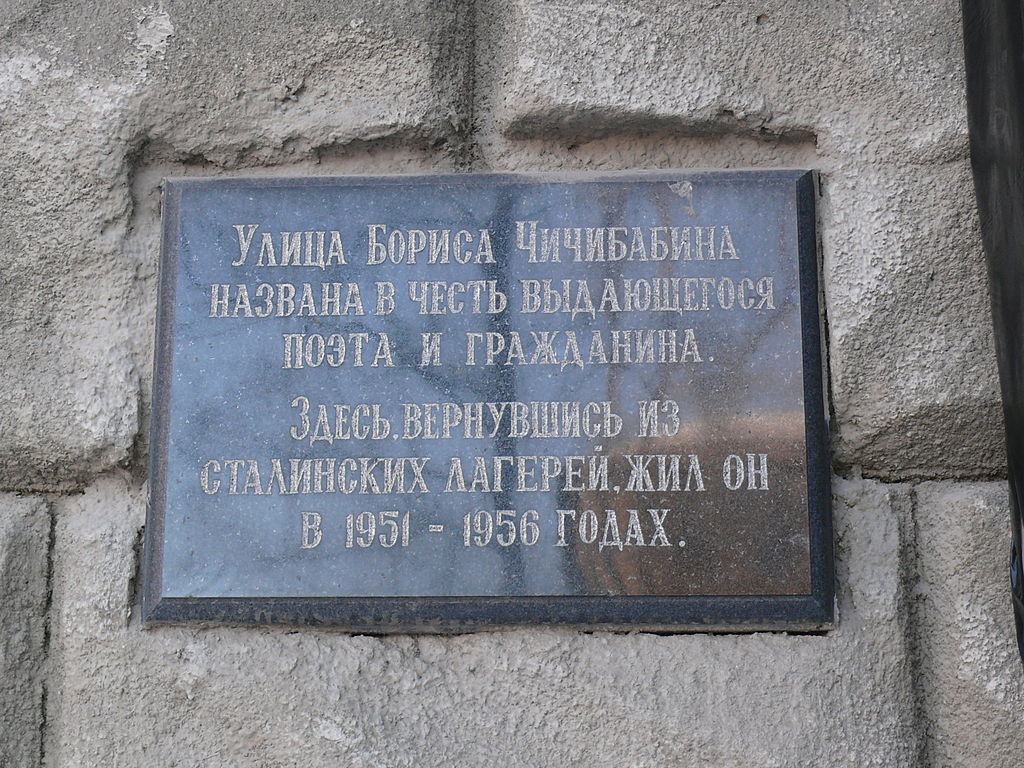 Улица Бориса Чичибабина
названа в честь выдающегося
поэта и гражданина.
Здесь, вернувшись из
сталинских лагерей, жил он
в 1951 - 1956 годах.